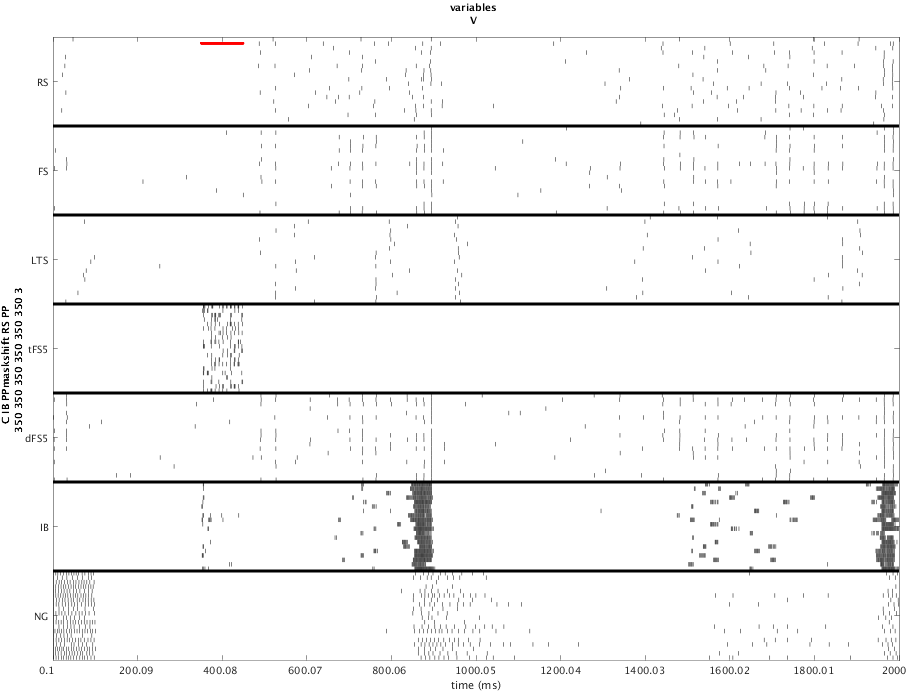 variables
V
RS
FS
LTS
tFS5
dFS5
IB
NG
C IB PPmaskshift RS PP
350 350 350 350 350 3
0.1 200.09 400.08 600.07 800.06 1000.05 1200.04 1400.03 1600.02 1800.01 2000
time (ms)